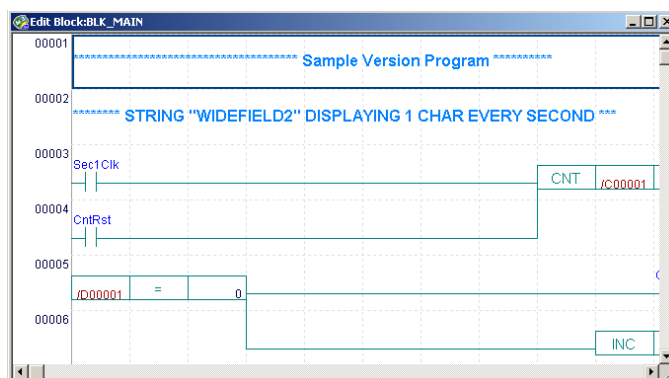 Edit Block:BLK_MAIN
00001
************************************ Sample Version Program **********
00002
******** STRING "WIDEFIELD2" DISPLAYING 1 CHAR EVERY SECOND ***
00003
Sec1Clk
CNT /C00001
00004
CntRst
00005
/D00001 = 0
00006
INC